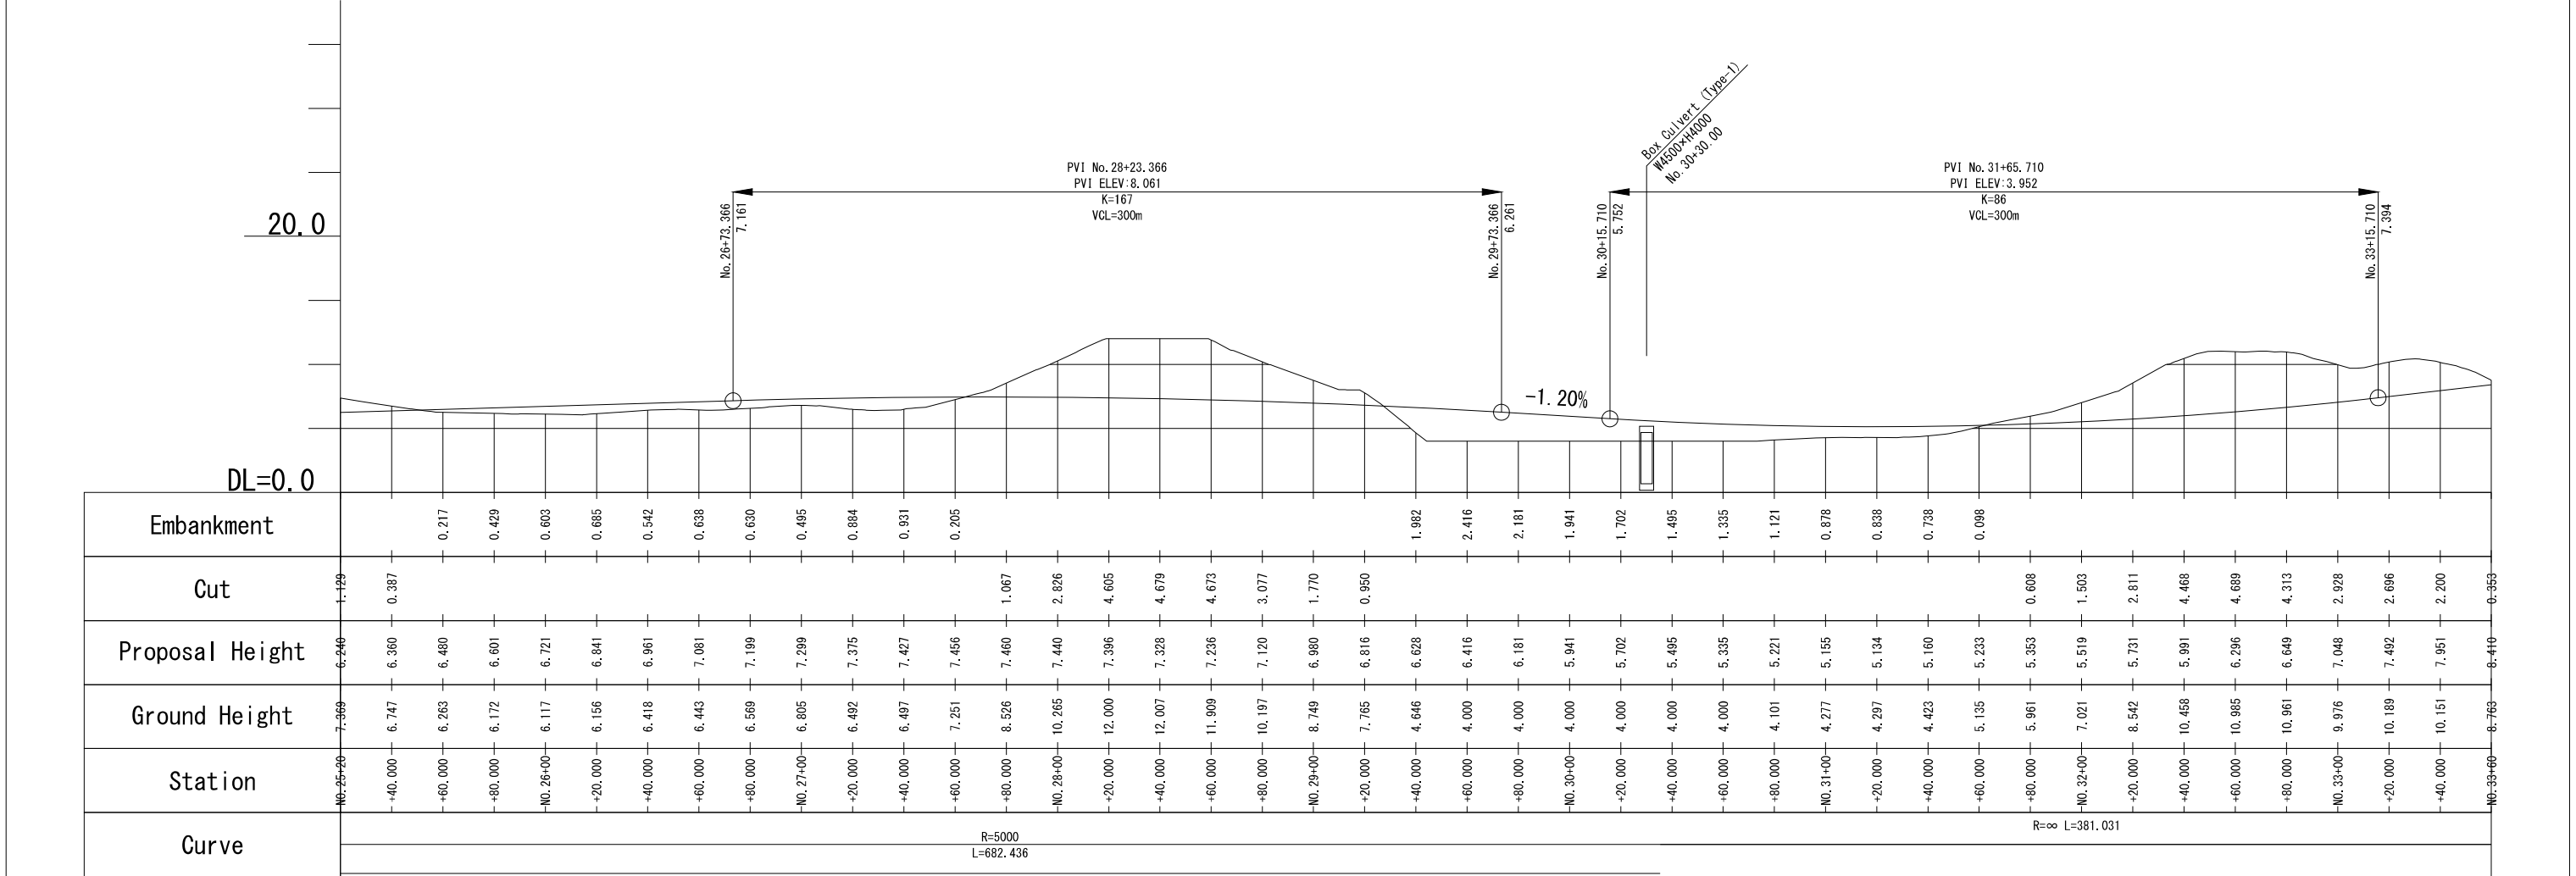 Box Culvert (Type-1)
W4500×H4000
No.30+30.00
PVI No.28+23.366
PVI ELEV:8.061
K=167
VCL=300m
PVI No.31+65.710
PVI ELEV:3.952
K=86
VCL=300m
No.26+73.366
7.161
No.29+73.366
6.261
No.30+15.710
5.752
No.33+15.710
7.394
20.0
-1.20%
DL=0.0
Embankment 0.217 0.429 0.603 0.685 0.542 0.638 0.630 0.495 0.884 0.931 0.205 1.982 2.416 2.181 1.941 1.702 1.495 1.335 1.121 0.878 0.838 0.738 0.098
Cut 1.129 0.387 1.067 2.826 4.605 4.679 4.673 3.077 1.770 0.950 0.608 1.503 2.811 4.468 4.689 4.313 2.928 2.696 2.200 0.353
Proposal Height 6.240 6.360 6.480 6.601 6.721 6.841 6.961 7.081 7.199 7.299 7.375 7.427 7.456 7.460 7.440 7.396 7.328 7.236 7.120 6.980 6.816 6.628 6.416 6.181 5.941 5.702 5.495 5.335 5.221 5.155 5.134 5.160 5.233 5.353 5.519 5.731 5.991 6.296 6.649 7.048 7.492 7.951 8.410
Ground Height 7.369 6.747 6.263 6.172 6.117 6.156 6.418 6.443 6.569 6.805 6.492 6.497 7.251 8.526 10.265 12.000 12.007 11.909 10.197 8.749 7.765 4.646 4.000 4.000 4.000 4.000 4.000 4.000 4.101 4.277 4.297 4.423 5.135 5.961 7.021 8.542 10.458 10.985 10.961 9.976 10.189 10.151 8.763
Station NO.25+20 +40.000 +60.000 +80.000 NO.26+00 +20.000 +40.000 +60.000 +80.000 NO.27+00 +20.000 +40.000 +60.000 +80.000 NO.28+00 +20.000 +40.000 +60.000 +80.000 NO.29+00 +20.000 +40.000 +60.000 +80.000 NO.30+00 +20.000 +40.000 +60.000 +80.000 NO.31+00 +20.000 +40.000 +60.000 +80.000 NO.32+00 +20.000 +40.000 +60.000 +80.000 NO.33+00 +20.000 +40.000 NO.33+60
Curve
R=5000
L=682.436
R=∞ L=381.031